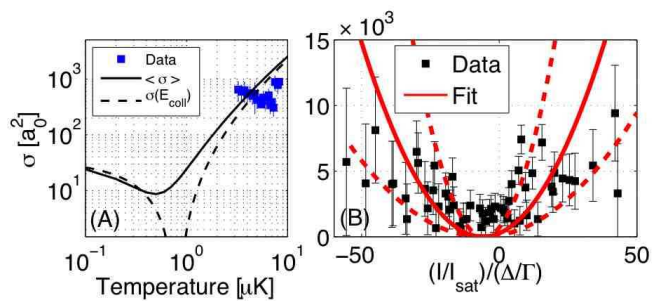 σ [a₀²]
10³
10²
10¹
Data
< σ >
σ(E_coll)
(A)
10⁻¹ 10⁰ 10¹
Temperature [μK]
× 10³
15
10
5
0
Data
Fit
(B)
−50 0 50
(I/I_sat)/(Δ/Γ)